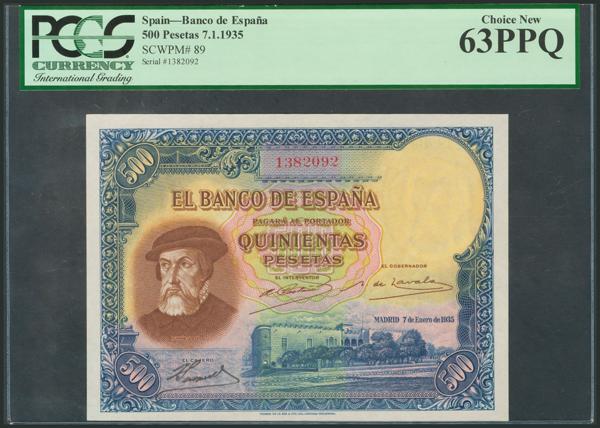 PCGS
CURRENCY
International Grading
Spain—Banco de España
500 Pesetas 7.1.1935
SCWPM# 89
Serial #1382092
Choice New
63PPQ
500
1382092
EL BANCO DE ESPAÑA
PAGARÁ AL PORTADOR
QUINIENTAS
PESETAS
EL INTERVENTOR
EL GOBERNADOR
de Zavala
MADRID 7 de Enero de 1935
EL CAJERO
500
500